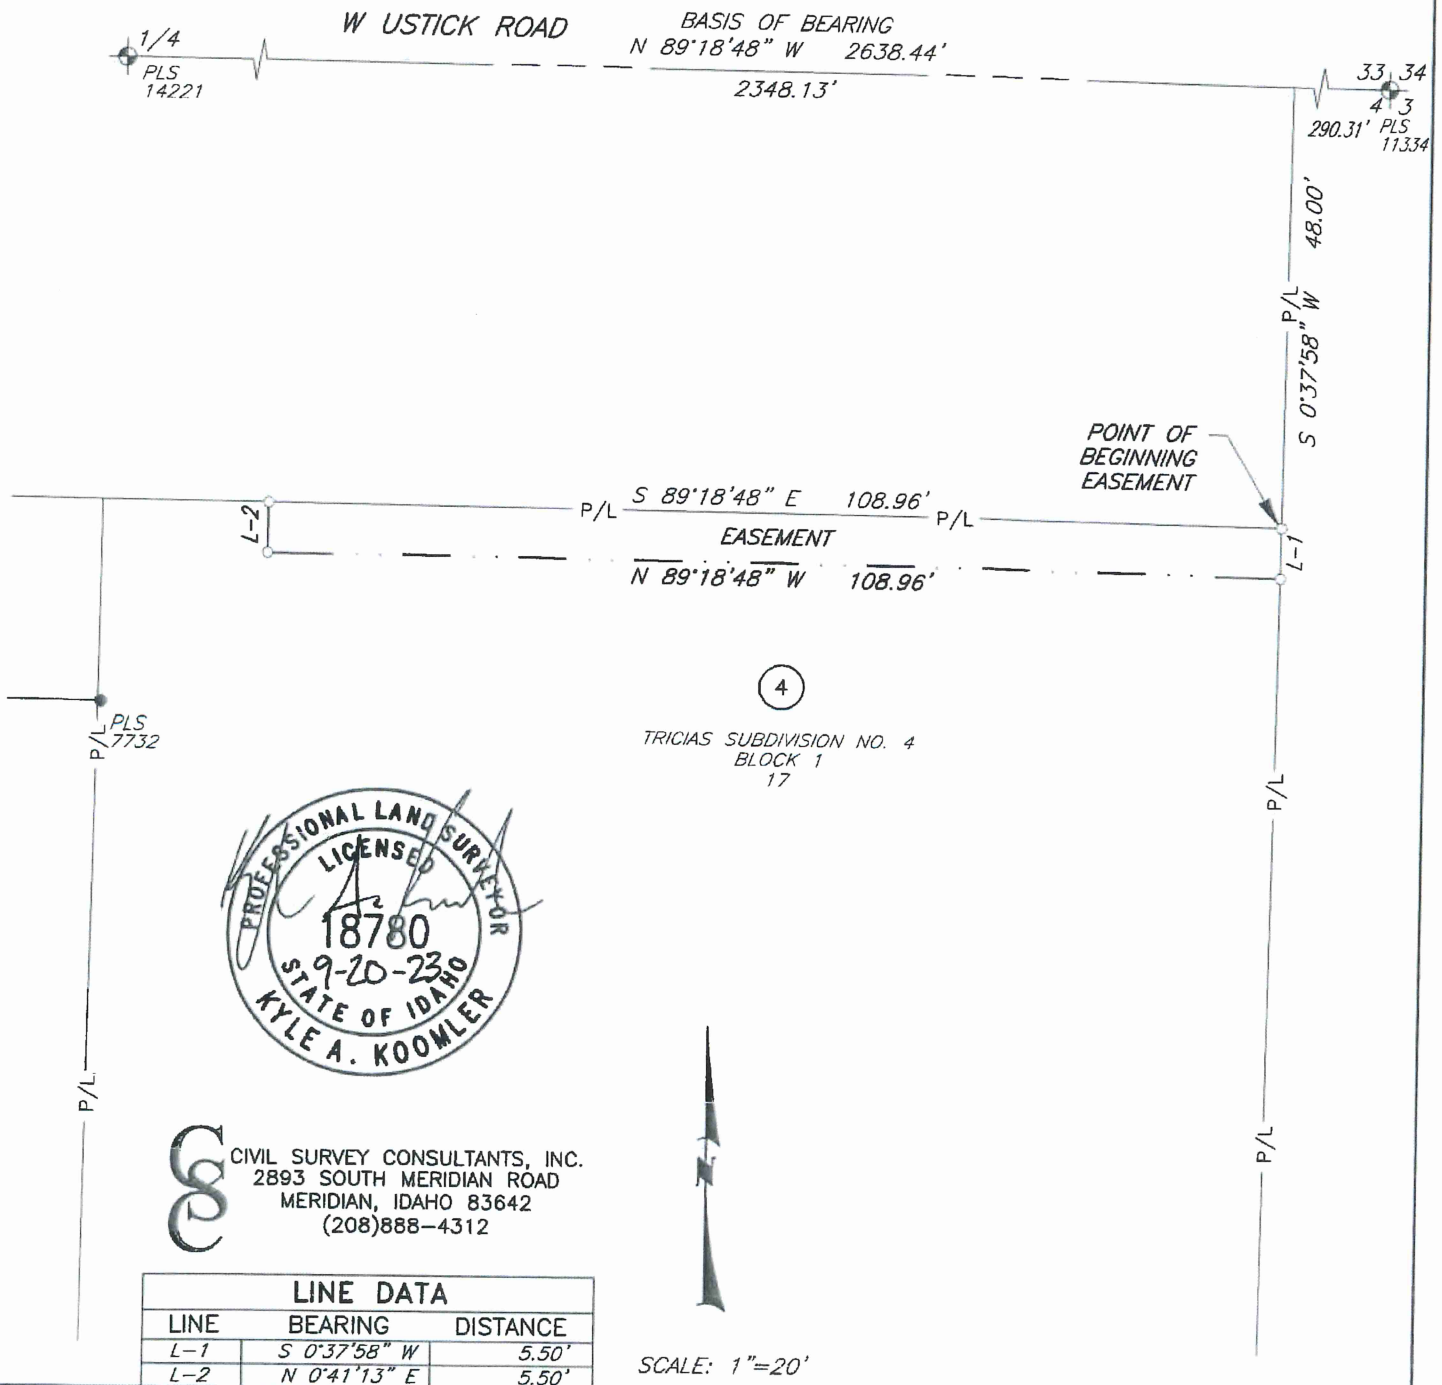 W USTICK ROAD
BASIS OF BEARING
N 89°18'48" W 2638.44'
2348.13'
1/4
PLS
14221
33 34
4 3
290.31' PLS
11334
S 0°37'58" W 48.00'
P/L
POINT OF
BEGINNING
EASEMENT
S 89°18'48" E 108.96'
P/L
P/L
L-2
L-1
EASEMENT
N 89°18'48" W 108.96'
4
TRICIAS SUBDIVISION NO. 4
BLOCK 1
17
PLS
7732
P/L
P/L
PROFESSIONAL LAND SURVEYOR
LICENSED
18780
9-20-23
STATE OF IDAHO
KYLE A. KOOMLER
P/L
P/L
CSC
CIVIL SURVEY CONSULTANTS, INC.
2893 SOUTH MERIDIAN ROAD
MERIDIAN, IDAHO 83642
(208)888-4312
N
LINE DATA
LINE BEARING DISTANCE
L-1 S 0°37'58" W 5.50'
L-2 N 0°41'13" E 5.50'
SCALE: 1"=20'